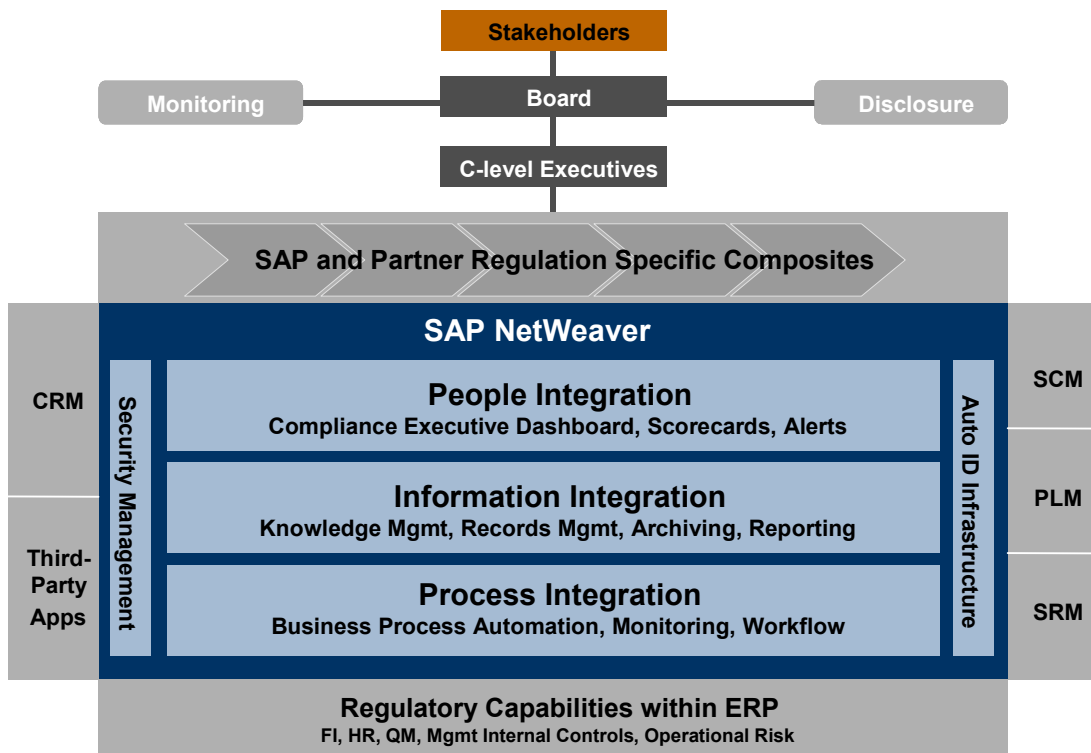 Stakeholders
Monitoring
Board
Disclosure
C-level Executives
SAP and Partner Regulation Specific Composites
SAP NetWeaver
CRM
Third-
Party
Apps
Security Management
People Integration
Compliance Executive Dashboard, Scorecards, Alerts
Information Integration
Knowledge Mgmt, Records Mgmt, Archiving, Reporting
Process Integration
Business Process Automation, Monitoring, Workflow
Auto ID Infrastructure
SCM
PLM
SRM
Regulatory Capabilities within ERP
FI, HR, QM, Mgmt Internal Controls, Operational Risk